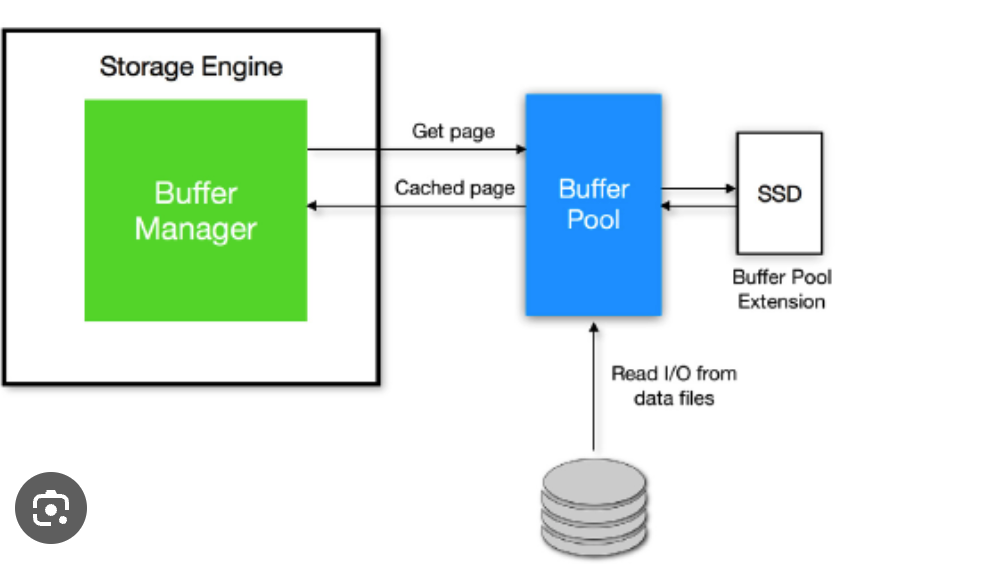 Storage Engine
Buffer
Manager
Get page
Cached page
Buffer
Pool
SSD
Buffer Pool
Extension
Read I/O from
data files